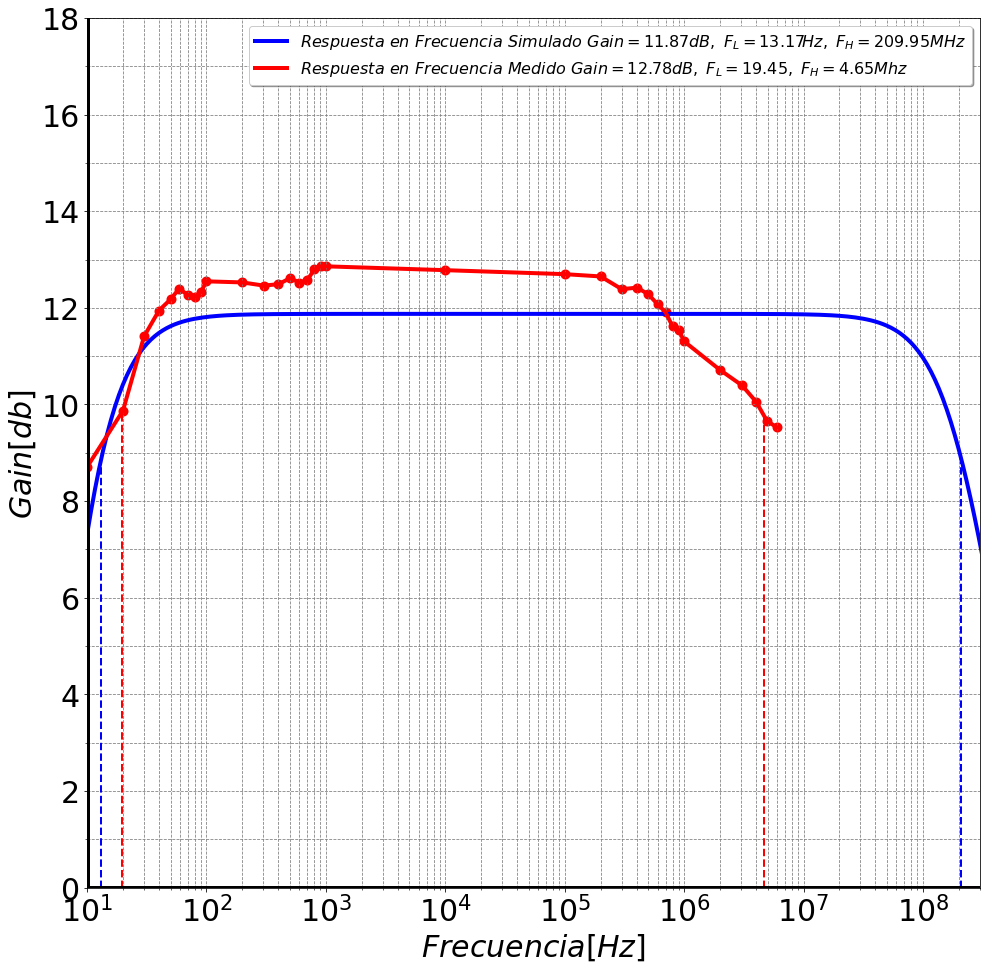 Respuesta en Frecuencia Simulado Gain = 11.87dB, F_L = 13.17Hz, F_H = 209.95MHz
Respuesta en Frecuencia Medido Gain = 12.78dB, F_L = 19.45, F_H = 4.65Mhz
18
16
14
12
10
8
6
4
2
0
Gain[db]
10^1 10^2 10^3 10^4 10^5 10^6 10^7 10^8
Frecuencia[Hz]